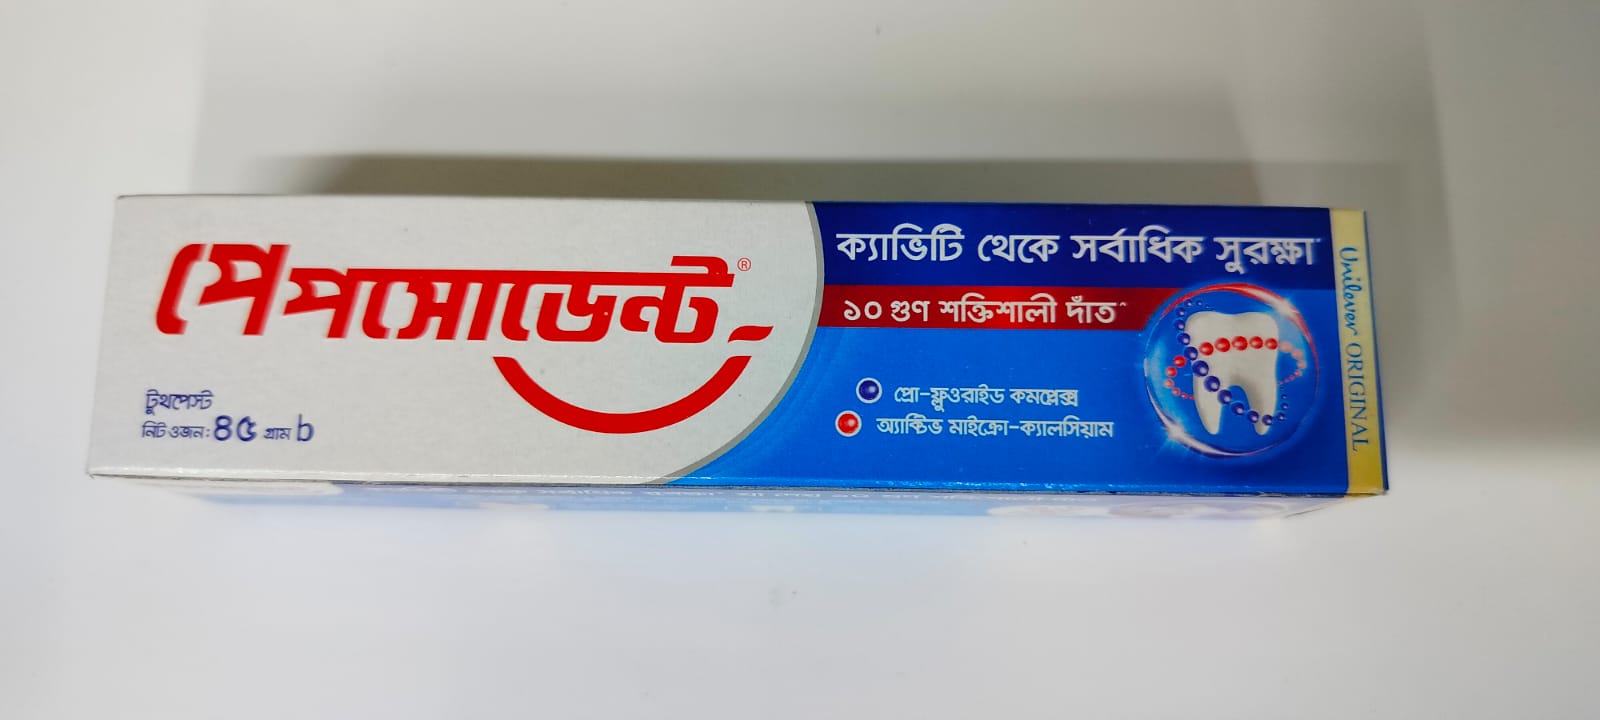 পেপসোডেন্ট®
টুথপেস্ট
নিট ওজন: ৪৫ গ্রাম b
ক্যাভিটি থেকে সর্বাধিক সুরক্ষা*
১০ গুণ শক্তিশালী দাঁত^^
প্রো-ফ্লুওরাইড কমপ্লেক্স
অ্যাক্টিভ মাইক্রো-ক্যালসিয়াম
Unilever ORIGINAL